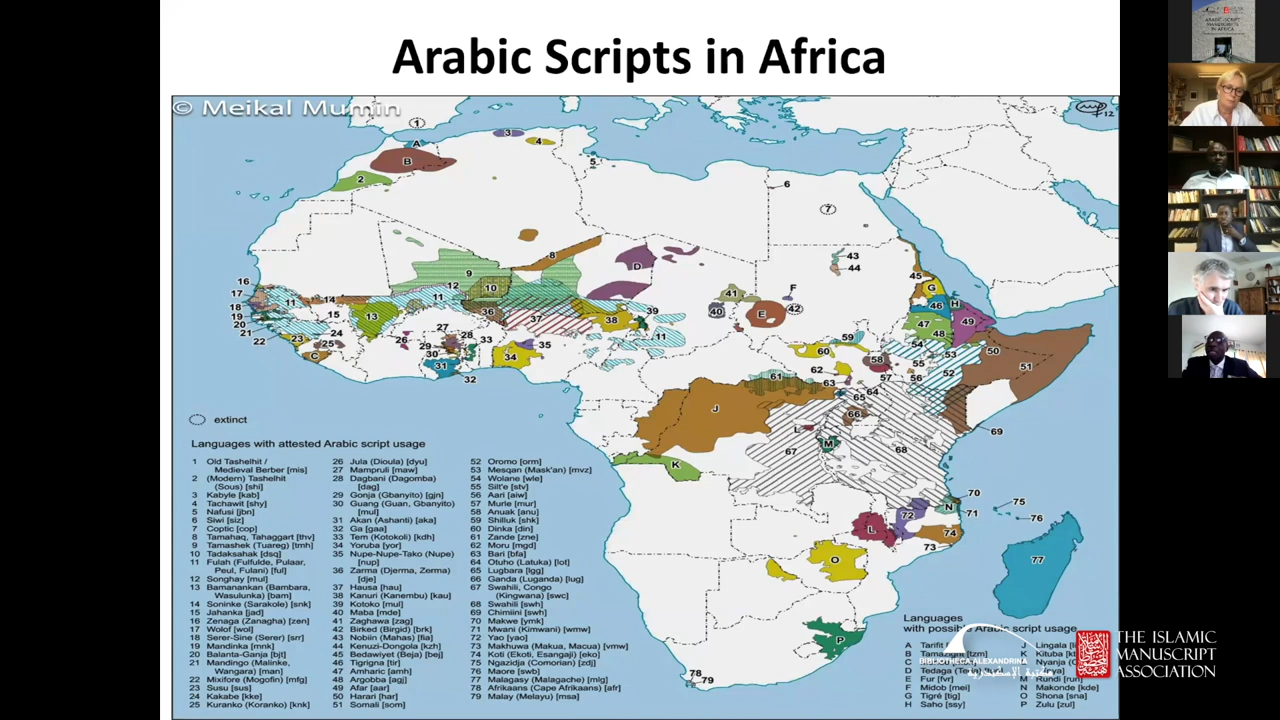 Arabic Scripts in Africa
© Meikal Mumin
extinct
Languages with attested Arabic script usage
1 Old Tashelhit /
Medieval Berber [mis]
2 (Modern) Tashelhit
(Sous) [shi]
3 Kabyle [kab]
4 Tachawit [shy]
5 Nafusi [jbn]
6 Siwi [siz]
7 Coptic [cop]
8 Tamahaq, Tahaggart [thv]
9 Tamashek (Tuareg) [tmh]
10 Tadaksahak [dsq]
11 Fulah (Fulfulde, Pulaar,
Peul, Fulani) [ful]
12 Songhay [mul]
13 Bamanankan (Bambara,
Wasulunka) [bam]
14 Soninke (Sarakole) [snk]
15 Jahanka [jad]
16 Zenaga (Zanagha) [zen]
17 Wolof [wol]
18 Serer-Sine (Serer) [srr]
19 Mandinka [mnk]
20 Balanta-Ganja [bjt]
21 Mandingo (Malinke,
Wangara) [man]
22 Mixifore (Mogofin) [mfg]
23 Susu [sus]
24 Kakabe [kke]
25 Kuranko (Koranko) [knk]
26 Jula (Dioula) [dyu]
27 Mampruli [maw]
28 Dagbani (Dagomba)
[dag]
29 Gonja (Gbanyito) [gjn]
30 Guang (Guan, Gbanyito)
[mul]
31 Akan (Ashanti) [aka]
32 Ga [gaa]
33 Tem (Kotokoli) [kdh]
34 Yoruba [yor]
35 Nupe-Nupe-Tako (Nupe)
[nup]
36 Zarma (Djerma, Zerma)
[dje]
37 Hausa [hau]
38 Kanuri (Kanembu) [kau]
39 Kotoko [mul]
40 Maba [mde]
41 Zaghawa [zag]
42 Birked (Birgid) [brk]
43 Nobiin (Mahas) [fia]
44 Kenuzi-Dongola [kzh]
45 Bedawiyet (Beja) [bej]
46 Tigrigna [tir]
47 Amharic [amh]
48 Argobba [agj]
49 Afar [aar]
50 Harari [har]
51 Somali [som]
52 Oromo [orm]
53 Mesqan (Mask'an) [mvz]
54 Wolane [wle]
55 Silt'e [stv]
56 Aari [aiw]
57 Murle [mur]
58 Anuak [anu]
59 Shilluk [shk]
60 Dinka [din]
61 Zande [zne]
62 Moru [mgd]
63 Bari [bfa]
64 Otuho (Latuka) [lot]
65 Lugbara [lgg]
66 Ganda (Luganda) [lug]
67 Swahili, Congo
(Kingwana) [swc]
68 Swahili [swh]
69 Chimiini [swh]
70 Makwe [ymk]
71 Mwani (Kimwani) [wmw]
72 Yao [yao]
73 Makhuwa (Makua, Macua) [vmw]
74 Koti (Ekoti, Esangaji) [eko]
75 Ngazidja (Comorian) [zdj]
76 Maore [swb]
77 Malagasy (Malagache) [mlg]
78 Afrikaans (Cape Afrikaans) [afr]
79 Malay (Melayu) [msa]
Languages
with possible Arabic script usage
A Tarifit
B Tamazight [tzm]
C
D Tedaga
E Fur [fvr]
F Midob [mei]
G Tigré [tig]
H Saho [ssy]
J Lingala
K Kituba
Nyanja
M Rundi [run]
N Makonde [kde]
O Shona [sna]
P Zulu [zul]
BIBLIOTHECA ALEXANDRINA
THE ISLAMIC
MANUSCRIPT
ASSOCIATION
ARABIC SCRIPT
MANUSCRIPTS
IN AFRICA